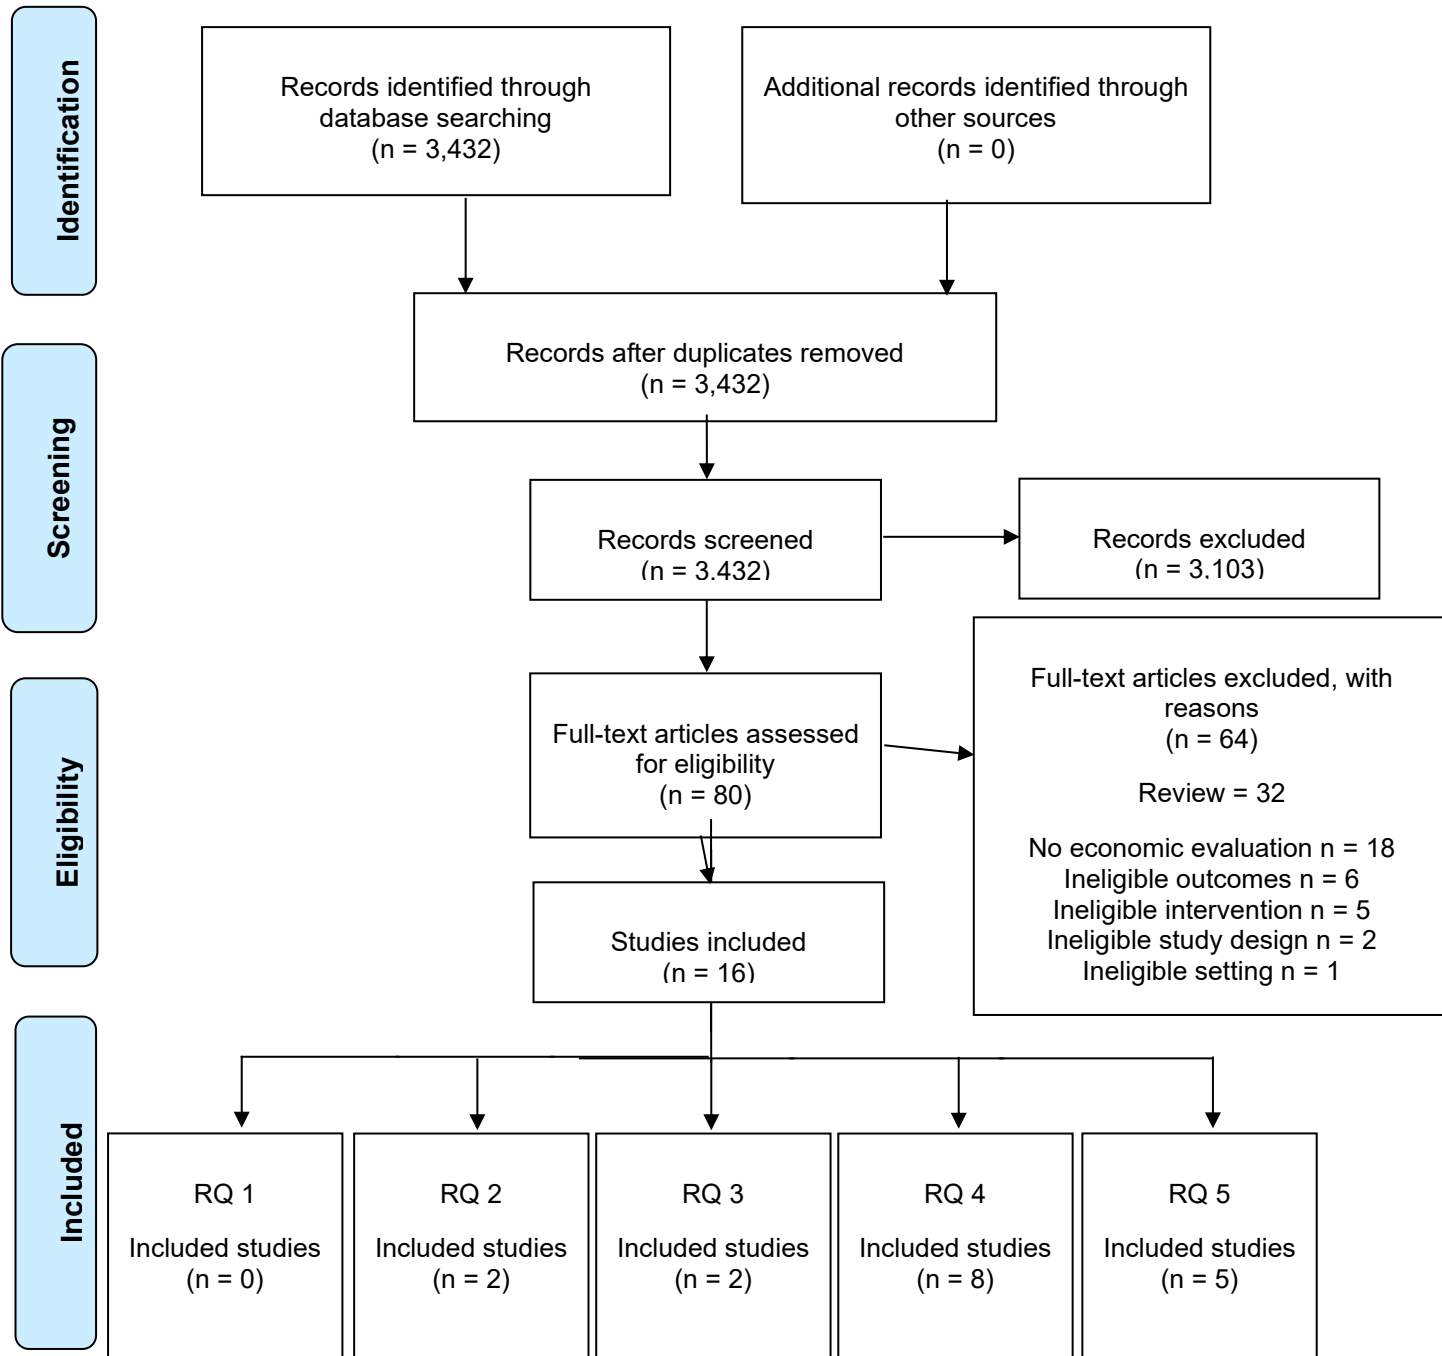 Identification
Records identified through
database searching
(n = 3,432)
Additional records identified through
other sources
(n = 0)
Screening
Records after duplicates removed
(n = 3,432)
Records screened
(n = 3,432)
Records excluded
(n = 3,103)
Eligibility
Full-text articles assessed
for eligibility
(n = 80)
Full-text articles excluded, with
reasons
(n = 64)
Review = 32
No economic evaluation n = 18
Ineligible outcomes n = 6
Ineligible intervention n = 5
Ineligible study design n = 2
Ineligible setting n = 1
Studies included
(n = 16)
Included
RQ 1
Included studies
(n = 0)
RQ 2
Included studies
(n = 2)
RQ 3
Included studies
(n = 2)
RQ 4
Included studies
(n = 8)
RQ 5
Included studies
(n = 5)